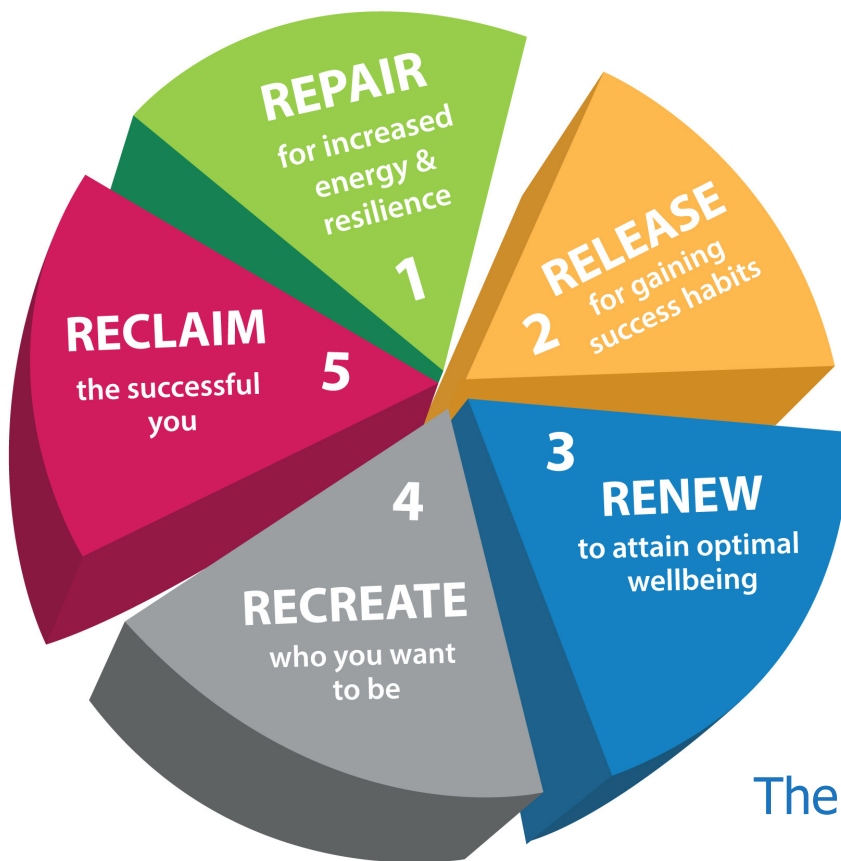 REPAIR
for increased
energy &
resilience
1
RELEASE
2 for gaining
success habits
3
RENEW
to attain optimal
wellbeing
4
RECREATE
who you want
to be
RECLAIM
5
the successful
you
The